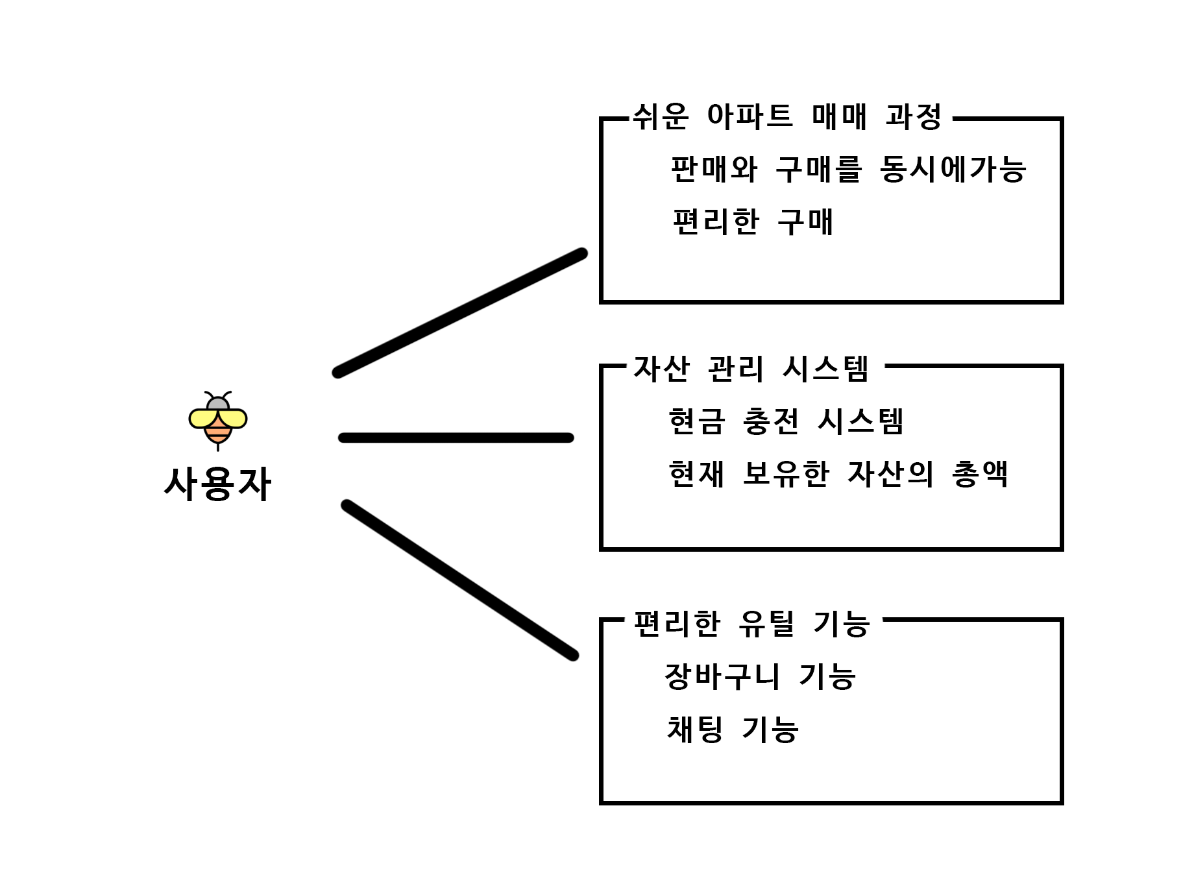 쉬운 아파트 매매 과정
판매와 구매를 동시에가능
편리한 구매
사용자
자산 관리 시스템
현금 충전 시스템
현재 보유한 자산의 총액
편리한 유틸 기능
장바구니 기능
채팅 기능